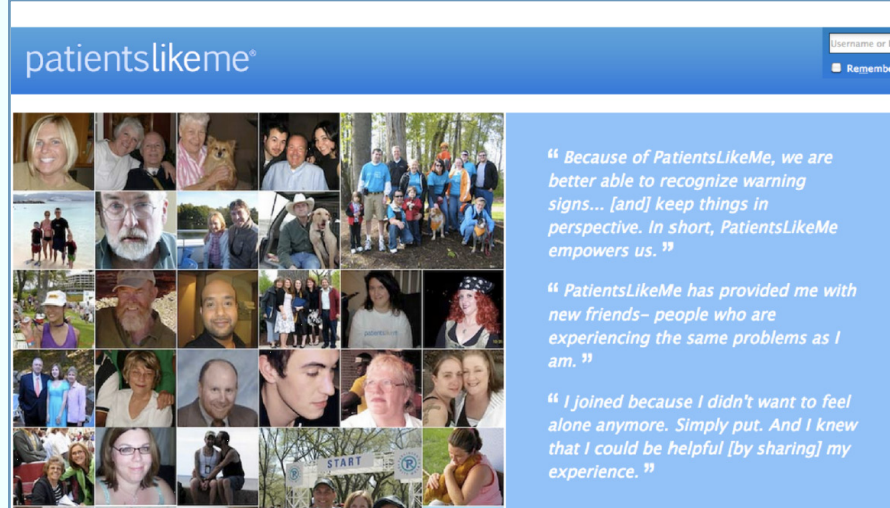 patientslikeme®
Username or
Remembe
“ Because of PatientsLikeMe, we are
better able to recognize warning
signs... [and] keep things in
perspective. In short, PatientsLikeMe
empowers us. ”
“ PatientsLikeMe has provided me with
new friends– people who are
experiencing the same problems as I
am. ”
“ I joined because I didn't want to feel
alone anymore. Simply put. And I knew
that I could be helpful [by sharing] my
experience. ”
START